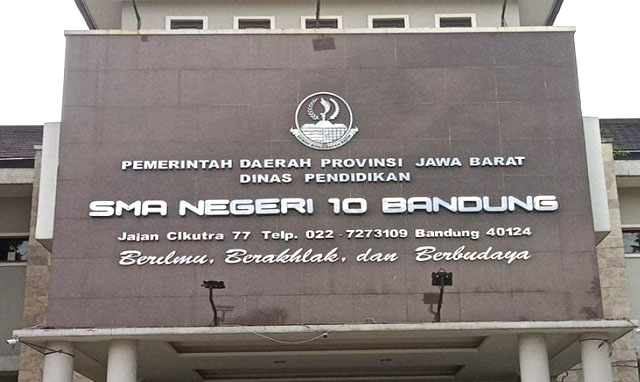 PEMERINTAH DAERAH PROVINSI JAWA BARAT
DINAS PENDIDIKAN
SMA NEGERI 10 BANDUNG
Jalan Cikutra 77 Telp. 022 - 7273109 Bandung 40124
Berilmu, Berakhlak, dan Berbudaya